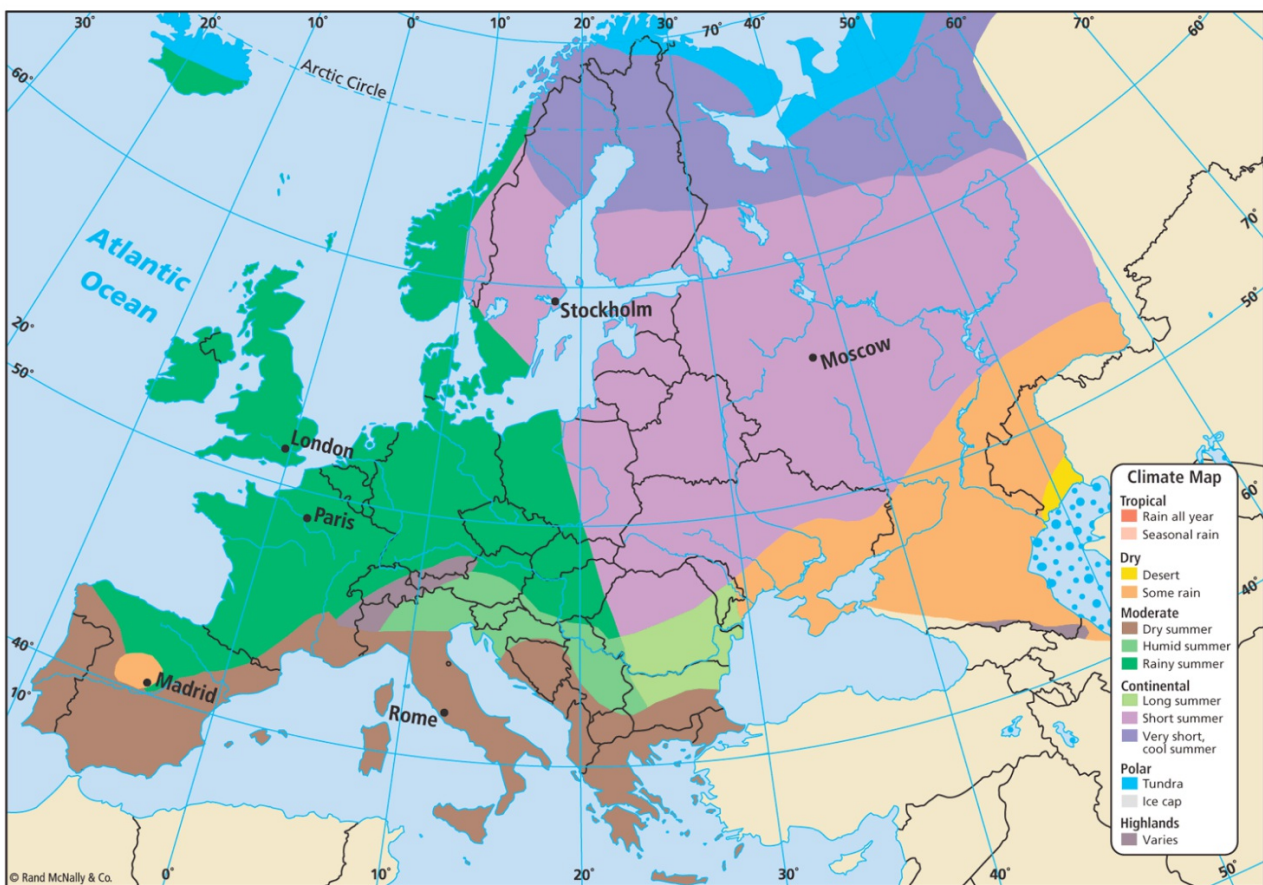 30°
20°
10°
0°
10°
20°
70°
30°
70°
40°
50°
60°
70°
60°
60°
Arctic Circle
70°
Atlantic
Ocean
50°
20°
50°
Stockholm
Moscow
London
60°
Paris
40°
40°
10°
Madrid
Rome
0°
10°
20°
30°
40°
50°
Climate Map
Tropical
Rain all year
Seasonal rain
Dry
Desert
Some rain
Moderate
Dry summer
Humid summer
Rainy summer
Continental
Long summer
Short summer
Very short,
cool summer
Polar
Tundra
Ice cap
Highlands
Varies
© Rand McNally & Co.